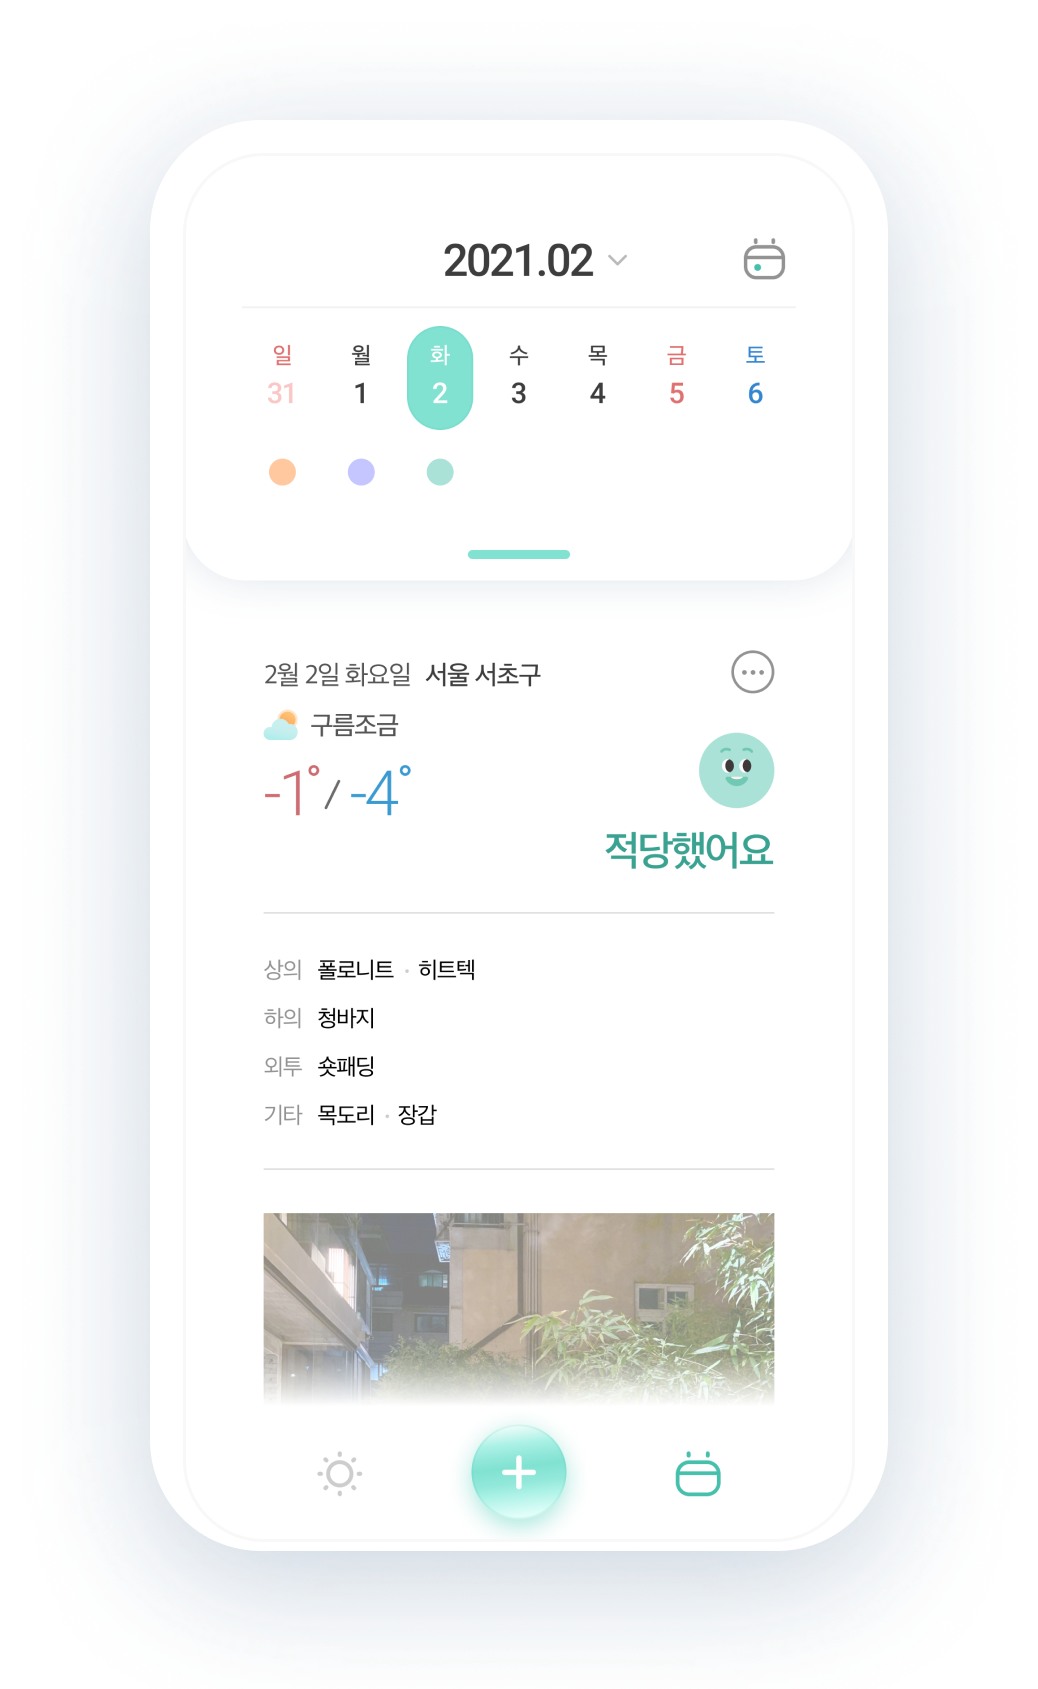 2021.02
일 월 화 수 목 금 토
31 1 2 3 4 5 6
2월 2일 화요일 서울 서초구
구름조금
-1°/ -4°
적당했어요
상의 폴로니트 · 히트텍
하의 청바지
외투 숏패딩
기타 목도리 · 장갑